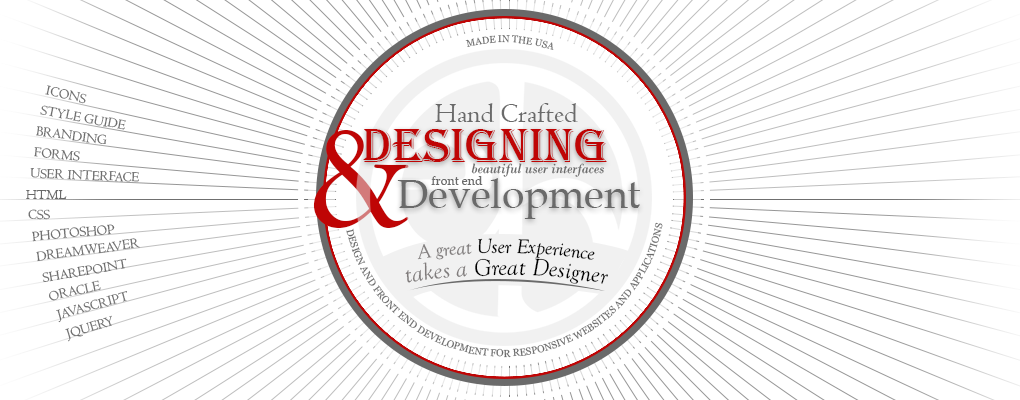 ICONS
STYLE GUIDE
BRANDING
FORMS
USER INTERFACE
HTML
CSS
PHOTOSHOP
DREAMWEAVER
SHAREPOINT
ORACLE
JAVASCRIPT
JQUERY
MADE IN THE USA
Hand Crafted
DESIGNING
beautiful user interfaces
&
front end
Development
A great User Experience
takes a Great Designer
DESIGN AND FRONT END DEVELOPMENT FOR RESPONSIVE WEBSITES AND APPLICATIONS